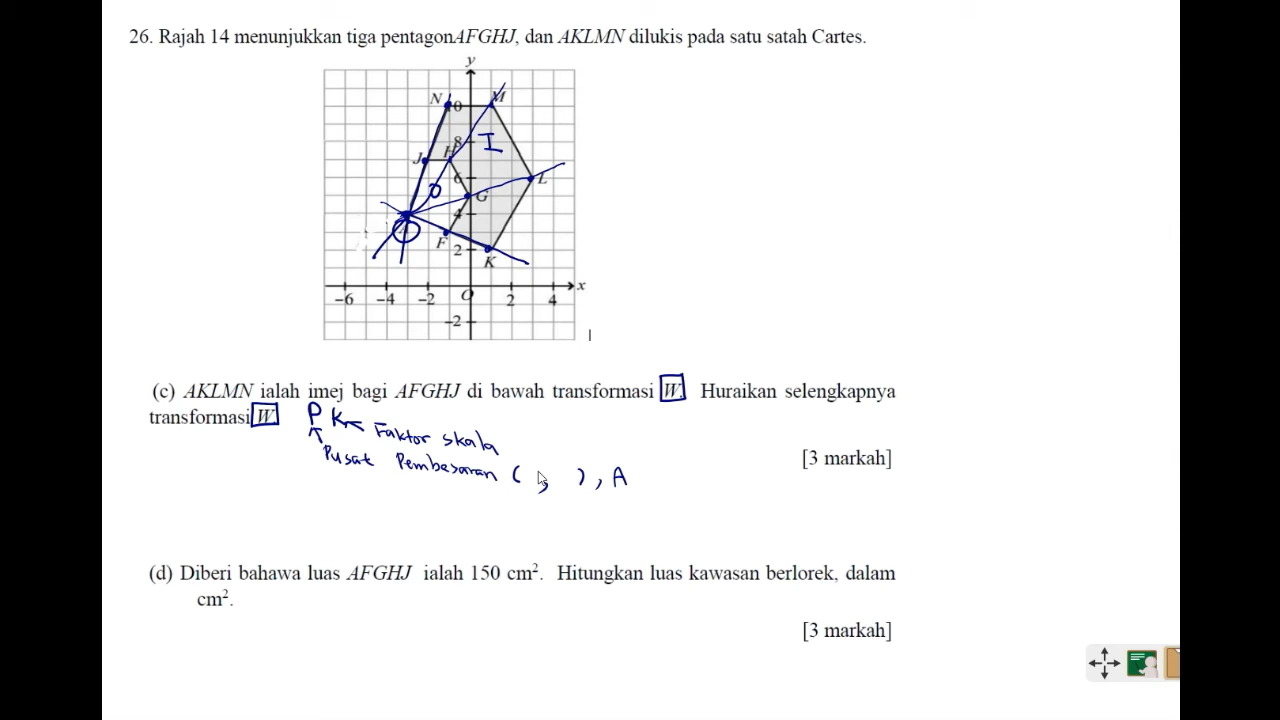 26. Rajah 14 menunjukkan tiga pentagonAFGHJ, dan AKLMN dilukis pada satu satah Cartes.
y
N M
8
I
J H
6 L
O
G
4
F 2
K
-6 -4 -2 O 2 4 x
-2
(c) AKLMN ialah imej bagi AFGHJ di bawah transformasi W. Huraikan selengkapnya
transformasi W.
P K ← Faktor skala
↑
Pusat Pembesaran ( , ) , A
[3 markah]
(d) Diberi bahawa luas AFGHJ ialah 150 cm². Hitungkan luas kawasan berlorek, dalam
cm².
[3 markah]